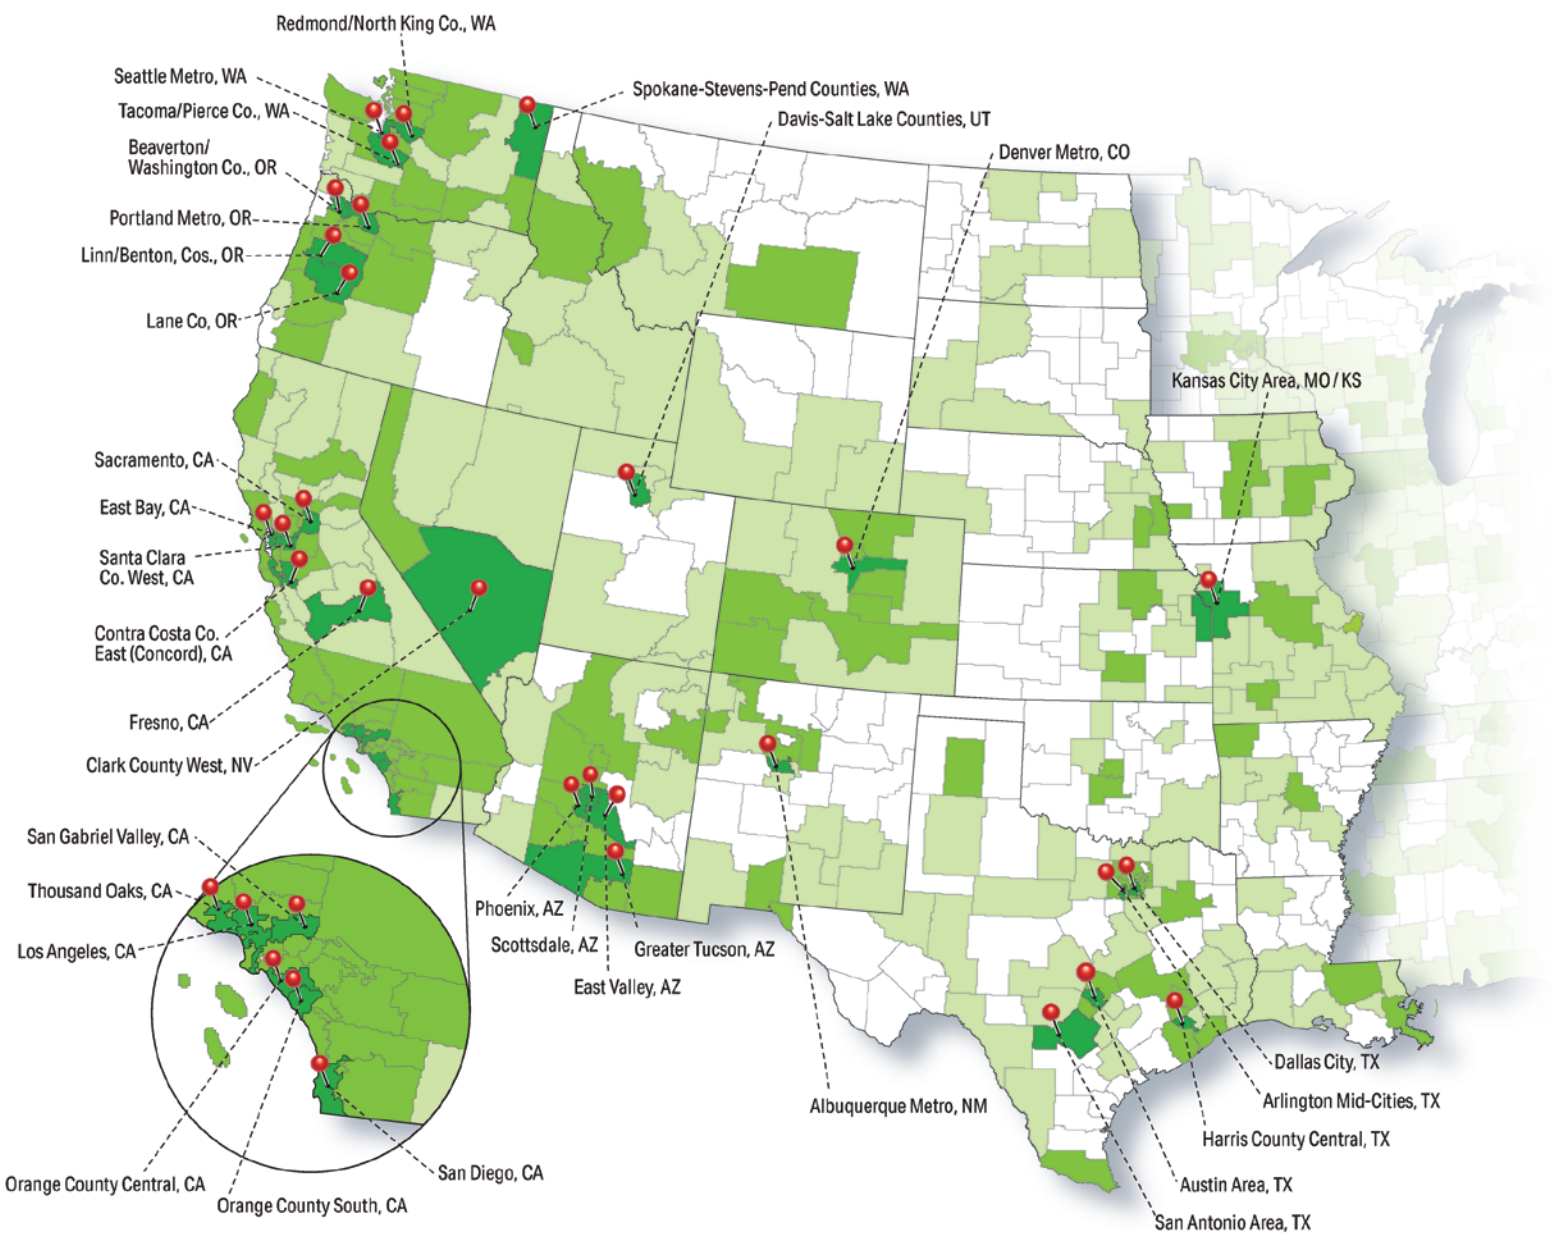 Redmond/North King Co., WA
Seattle Metro, WA
Spokane-Stevens-Pend Counties, WA
Tacoma/Pierce Co., WA
Davis-Salt Lake Counties, UT
Beaverton/
Washington Co., OR
Denver Metro, CO
Portland Metro, OR
Linn/Benton, Cos., OR
Lane Co, OR
Kansas City Area, MO / KS
Sacramento, CA
East Bay, CA
Santa Clara
Co. West, CA
Contra Costa Co.
East (Concord), CA
Fresno, CA
Clark County West, NV
San Gabriel Valley, CA
Thousand Oaks, CA
Los Angeles, CA
Phoenix, AZ
Scottsdale, AZ
Greater Tucson, AZ
East Valley, AZ
Dallas City, TX
Albuquerque Metro, NM
Arlington Mid-Cities, TX
Harris County Central, TX
San Diego, CA
Orange County Central, CA
Austin Area, TX
Orange County South, CA
San Antonio Area, TX